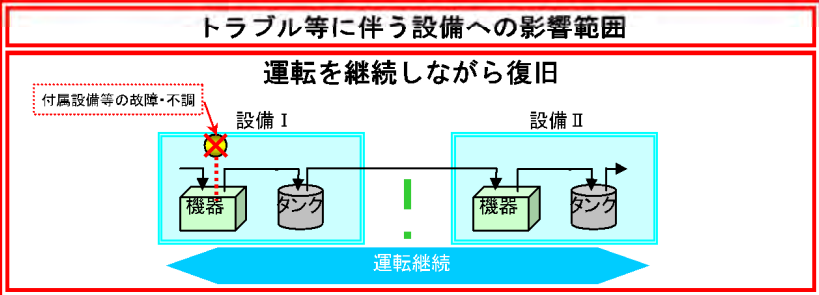 トラブル等に伴う設備への影響範囲
運転を継続しながら復旧
付属設備等の故障・不調
設備Ⅰ
設備Ⅱ
機器
タンク
機器
タンク
運転継続